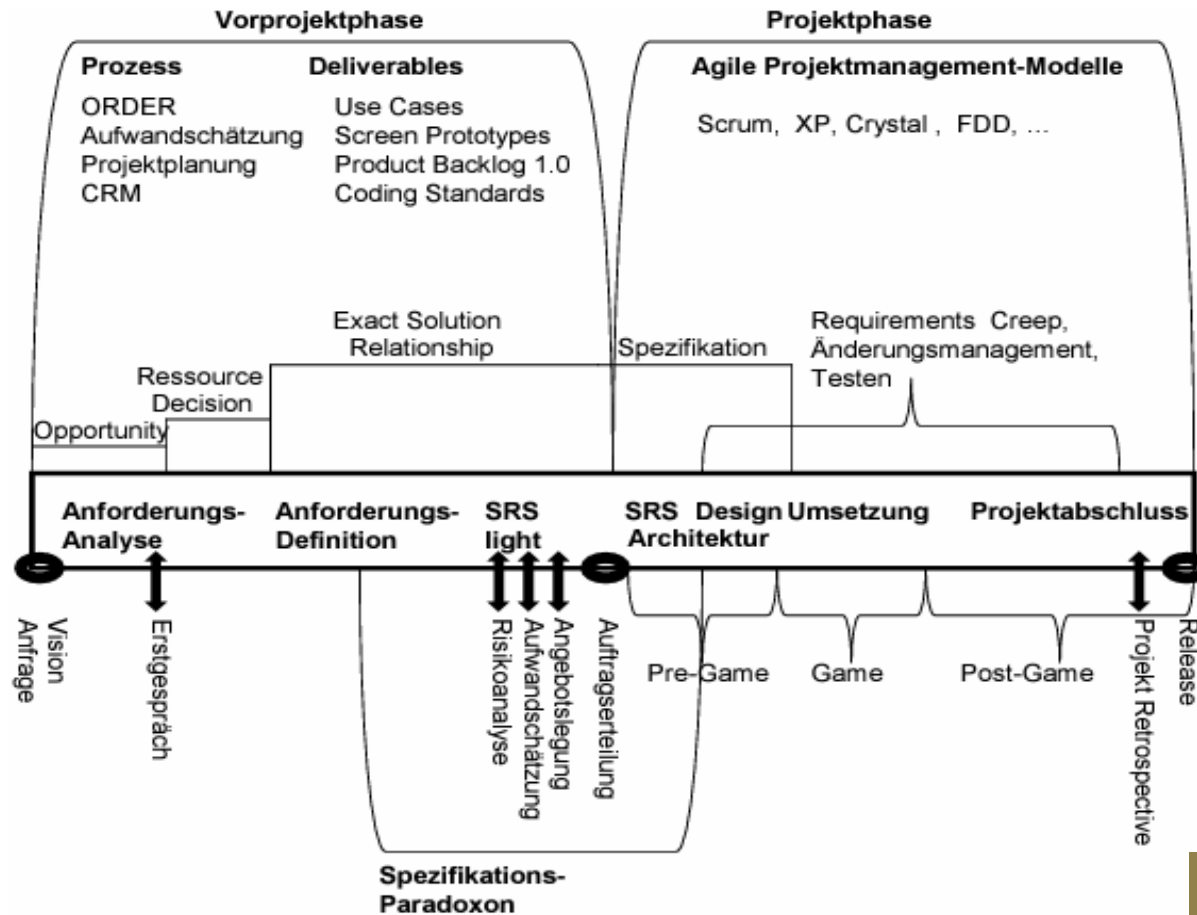 Vorprojektphase
Projektphase
Prozess
Deliverables
ORDER
Aufwandschätzung
Projektplanung
CRM
Use Cases
Screen Prototypes
Product Backlog 1.0
Coding Standards
Agile Projektmanagement-Modelle
Scrum, XP, Crystal , FDD, ...
Opportunity
Ressource
Decision
Exact Solution
Relationship
Spezifikation
Requirements Creep,
Änderungsmanagement,
Testen
Anforderungs-
Analyse
Anforderungs-
Definition
SRS
light
SRS Design
Architektur
Umsetzung
Projektabschluss
Vision
Anfrage
Erstgespräch
Risikoanalyse
Aufwandschätzung
Angebotslegung
Auftragserteilung
Pre-Game
Game
Post-Game
Projekt Retrospective
Release
Spezifikations-
Paradoxon